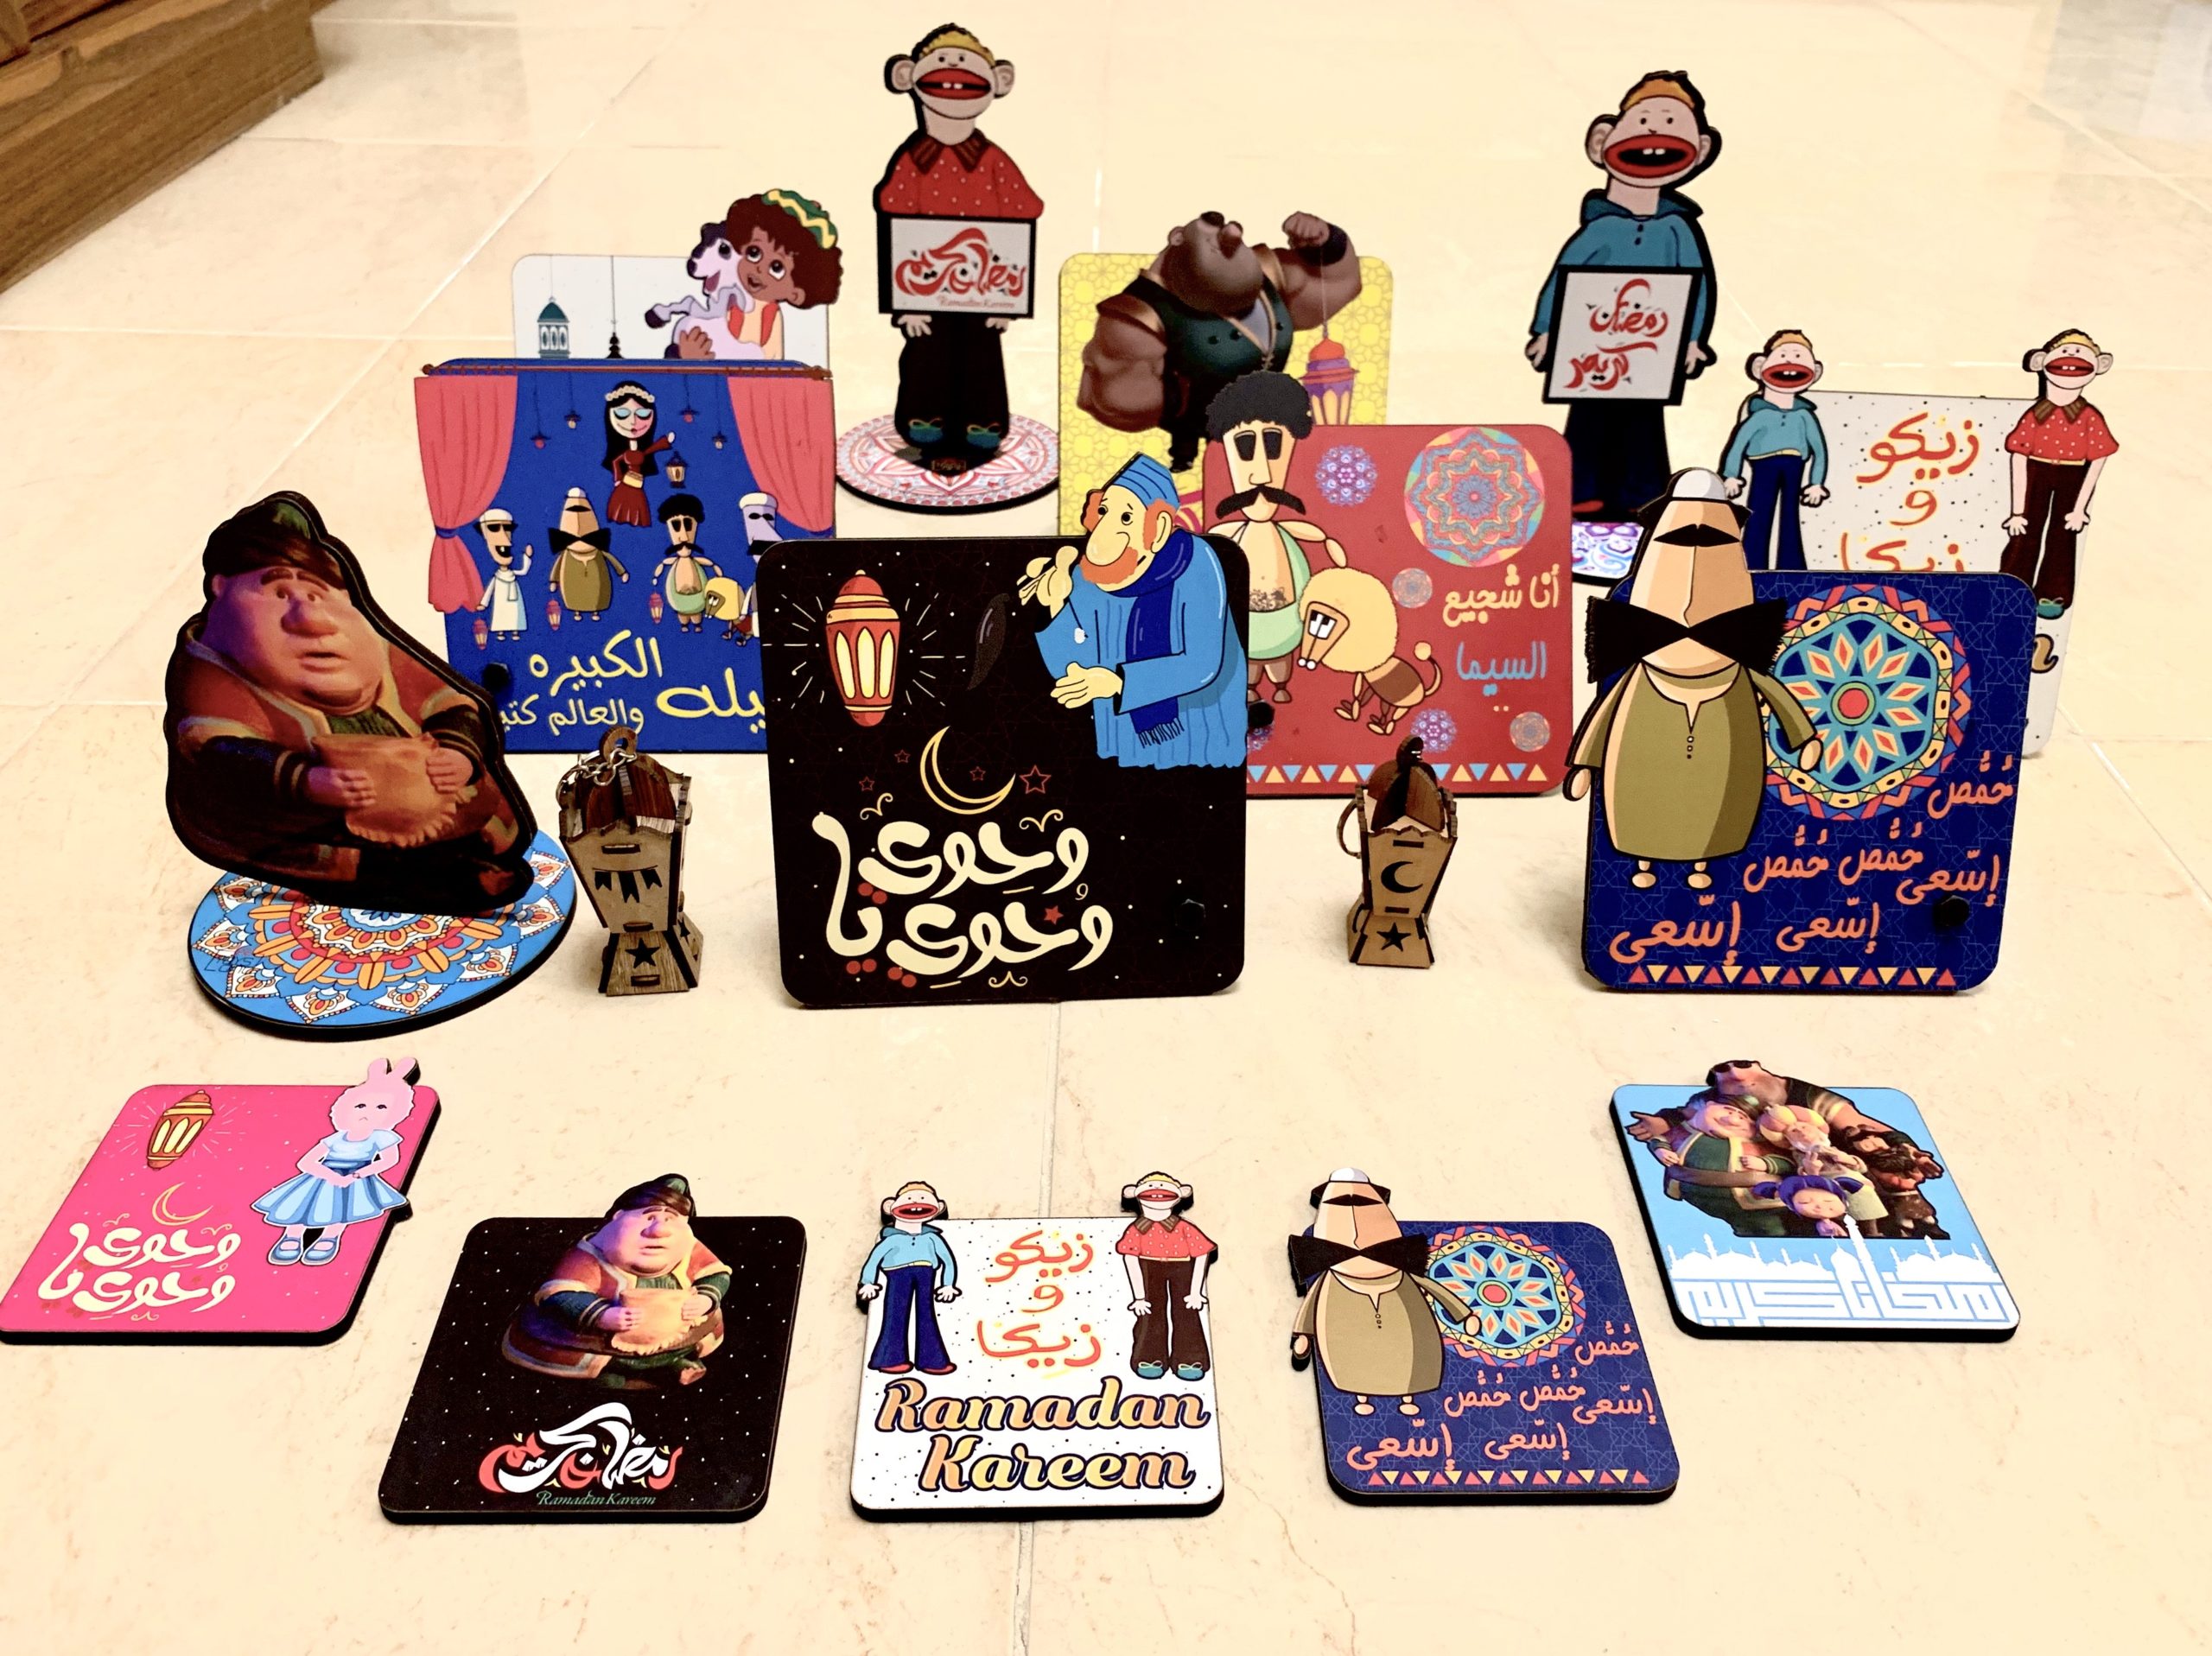 رمضان كريم
Ramadan Kareem
رمضان
كريم
زيكو
و
زيكا
الكبيره
والعالم
أنا شجيع
السيما
وحوي يا
وحوي يا
حُمُّص
حُمُّص حُمُّص
إسّعى
إسّعى إسّعى
وحوي يا
وحوي يا
رمضان كريم
Ramadan Kareem
زيكو
و
زيكا
Ramadan
Kareem
حُمُّص
حُمُّص حُمُّص
إسّعى
إسّعى إسّعى
رمضان كريم